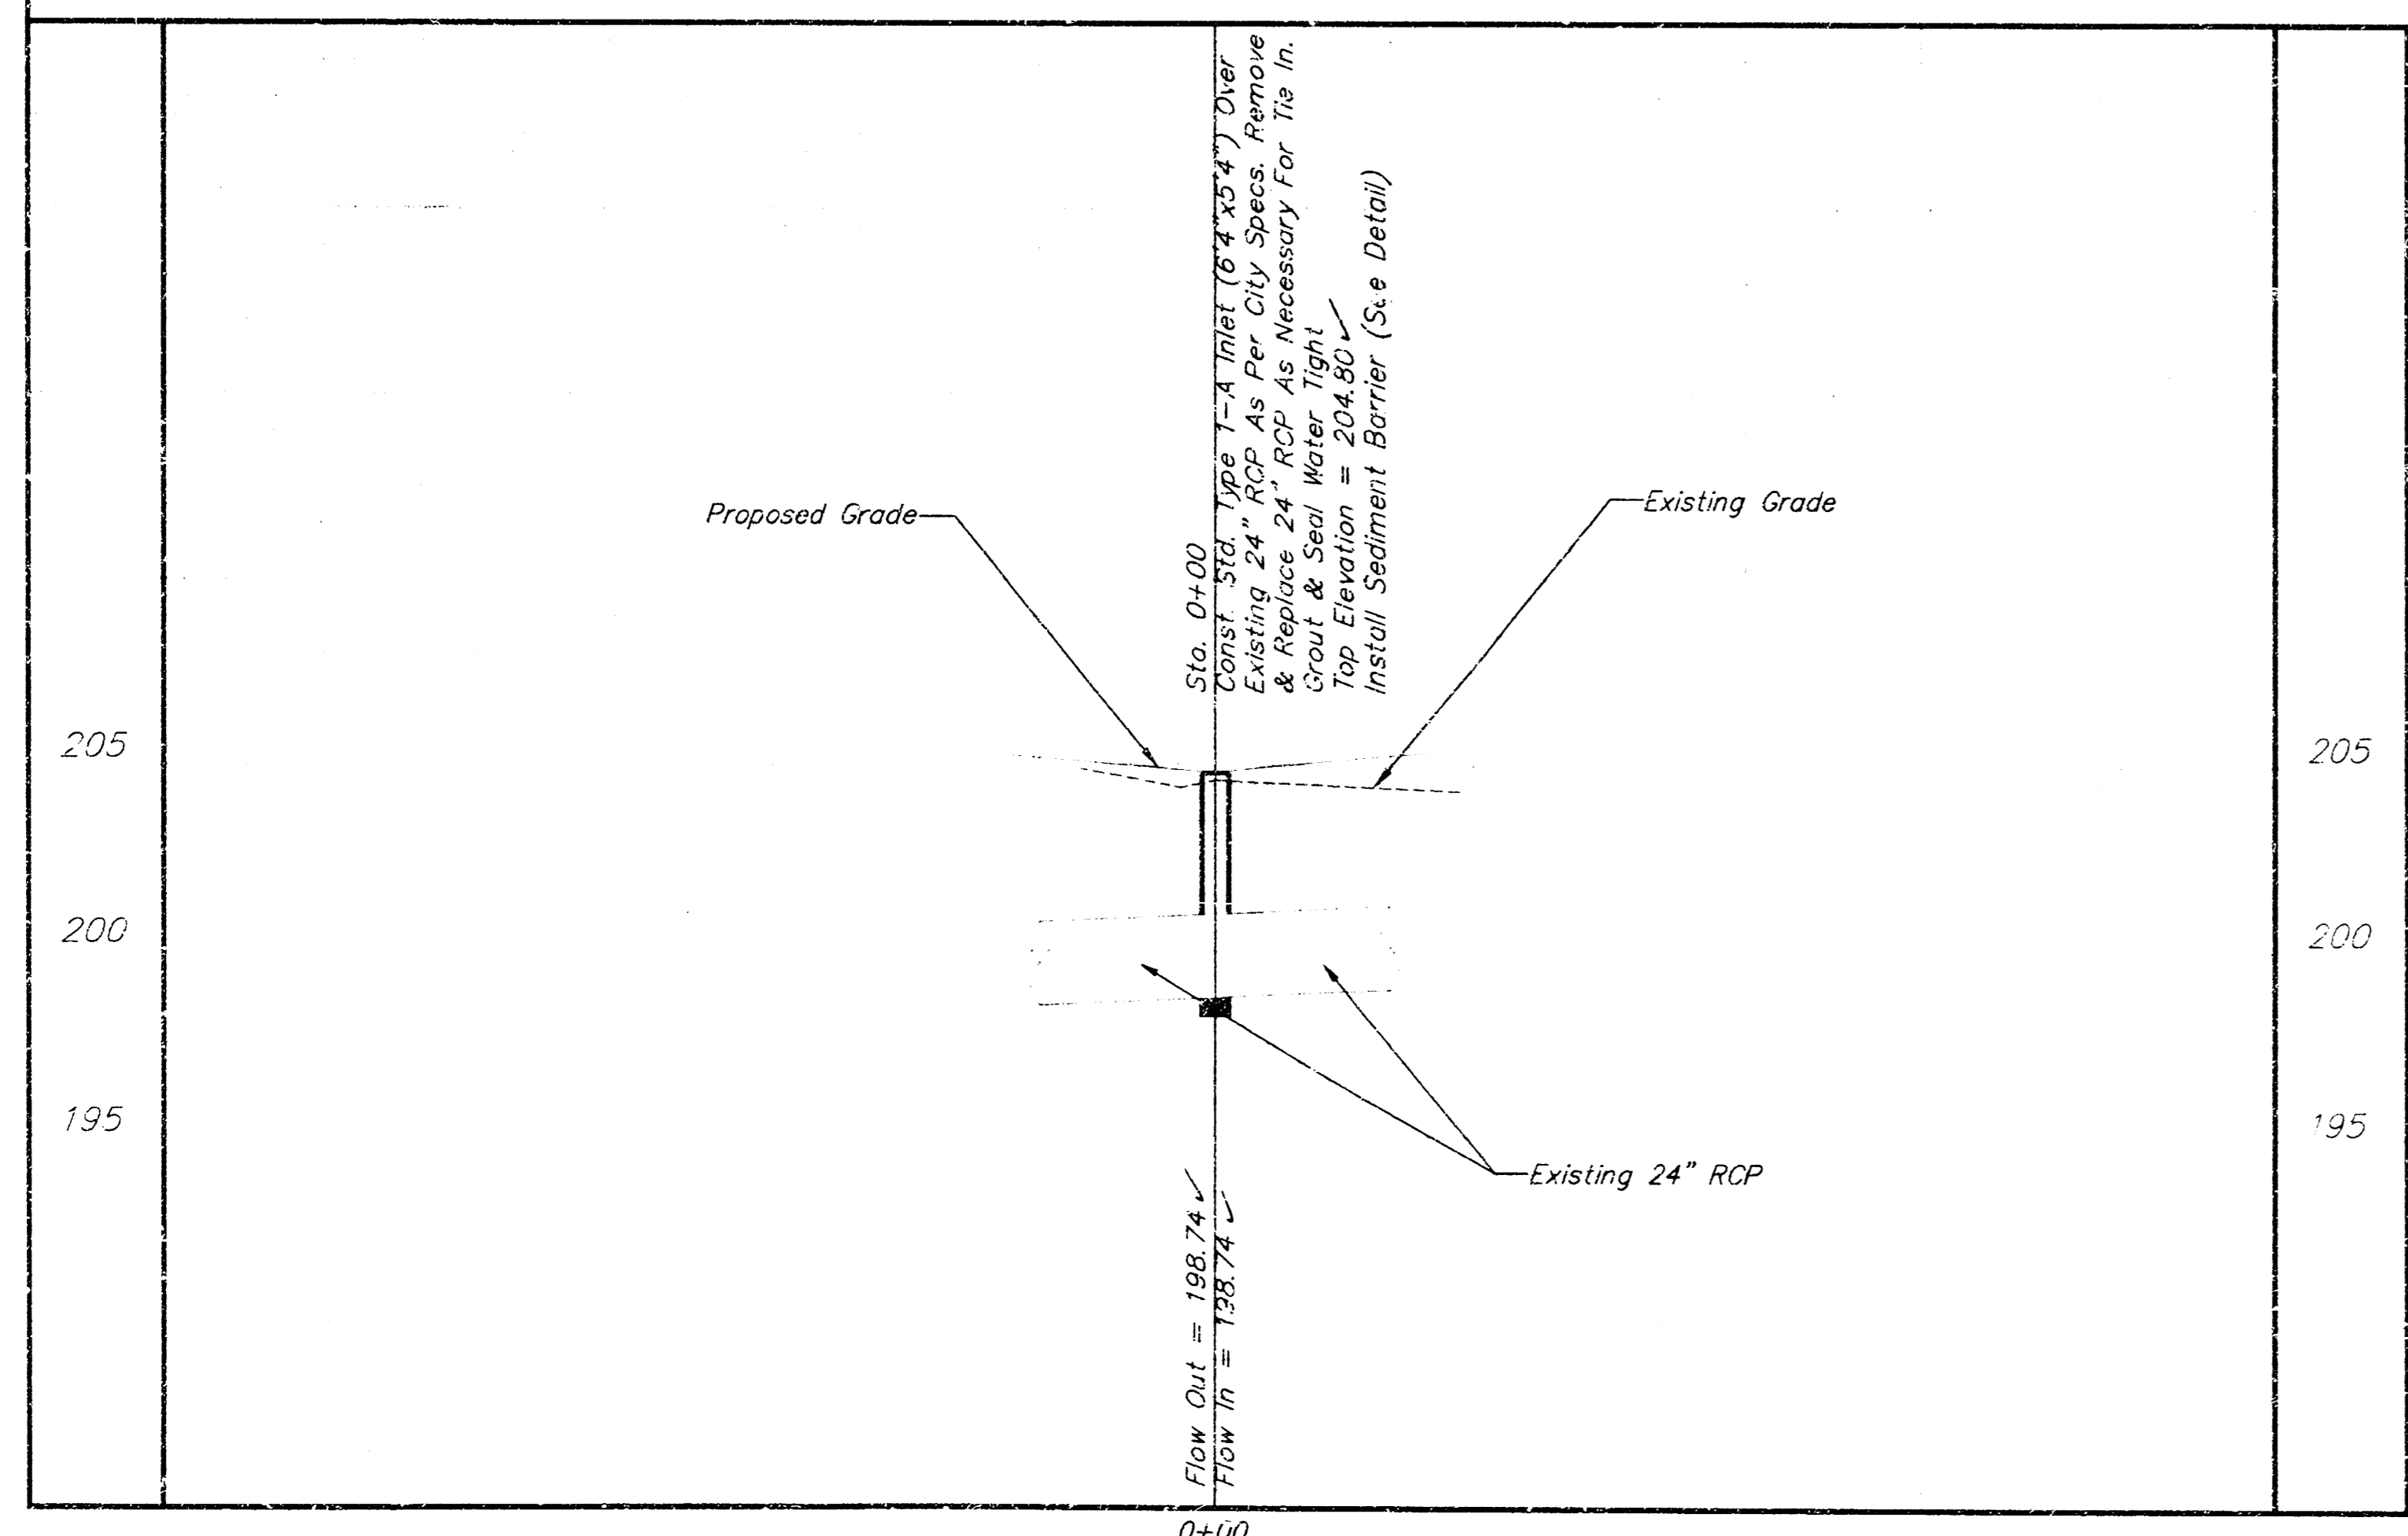 Sta. 0+00
Const. Std. Type 1-A Inlet (6'4"x5'4") Over
Existing 24" RCP As Per City Specs. Remove
& Replace 24" RCP As Necessary For Tie In.
Grout & Seal Water Tight
Top Elevation = 204.80 ✓
Install Sediment Barrier (See Detail)
Proposed Grade
Existing Grade
205
205
200
200
195
195
Existing 24" RCP
Flow Out = 198.74 ✓
Flow In = 198.74 ✓
0+00